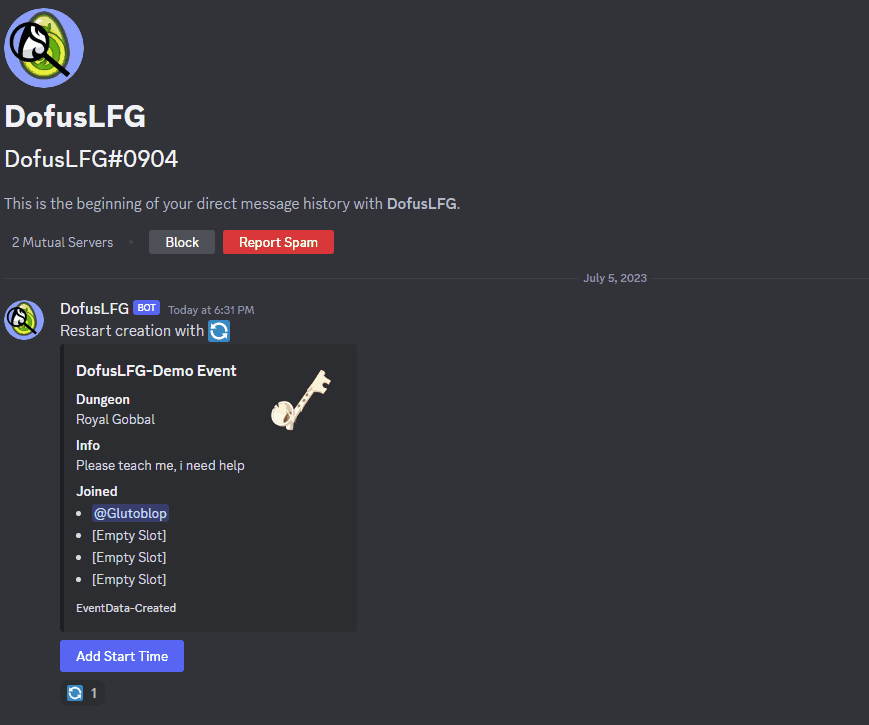 DofusLFG
DofusLFG#0904
This is the beginning of your direct message history with DofusLFG.
2 Mutual Servers • Block Report Spam
July 5, 2023
DofusLFG BOT Today at 6:31 PM
Restart creation with
DofusLFG-Demo Event
Dungeon
Royal Gobbal
Info
Please teach me, i need help
Joined
• @Glutoblop
• [Empty Slot]
• [Empty Slot]
• [Empty Slot]
EventData-Created
Add Start Time
1